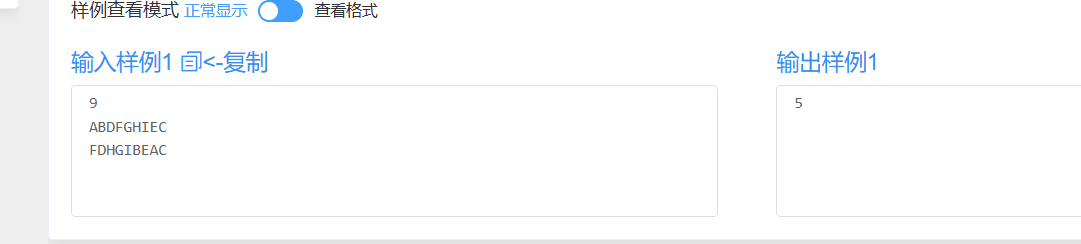 样例查看模式 正常显示 查看格式
输入样例1 <-复制
输出样例1
9
ABDFGHIEC
FDHGIBEAC
5